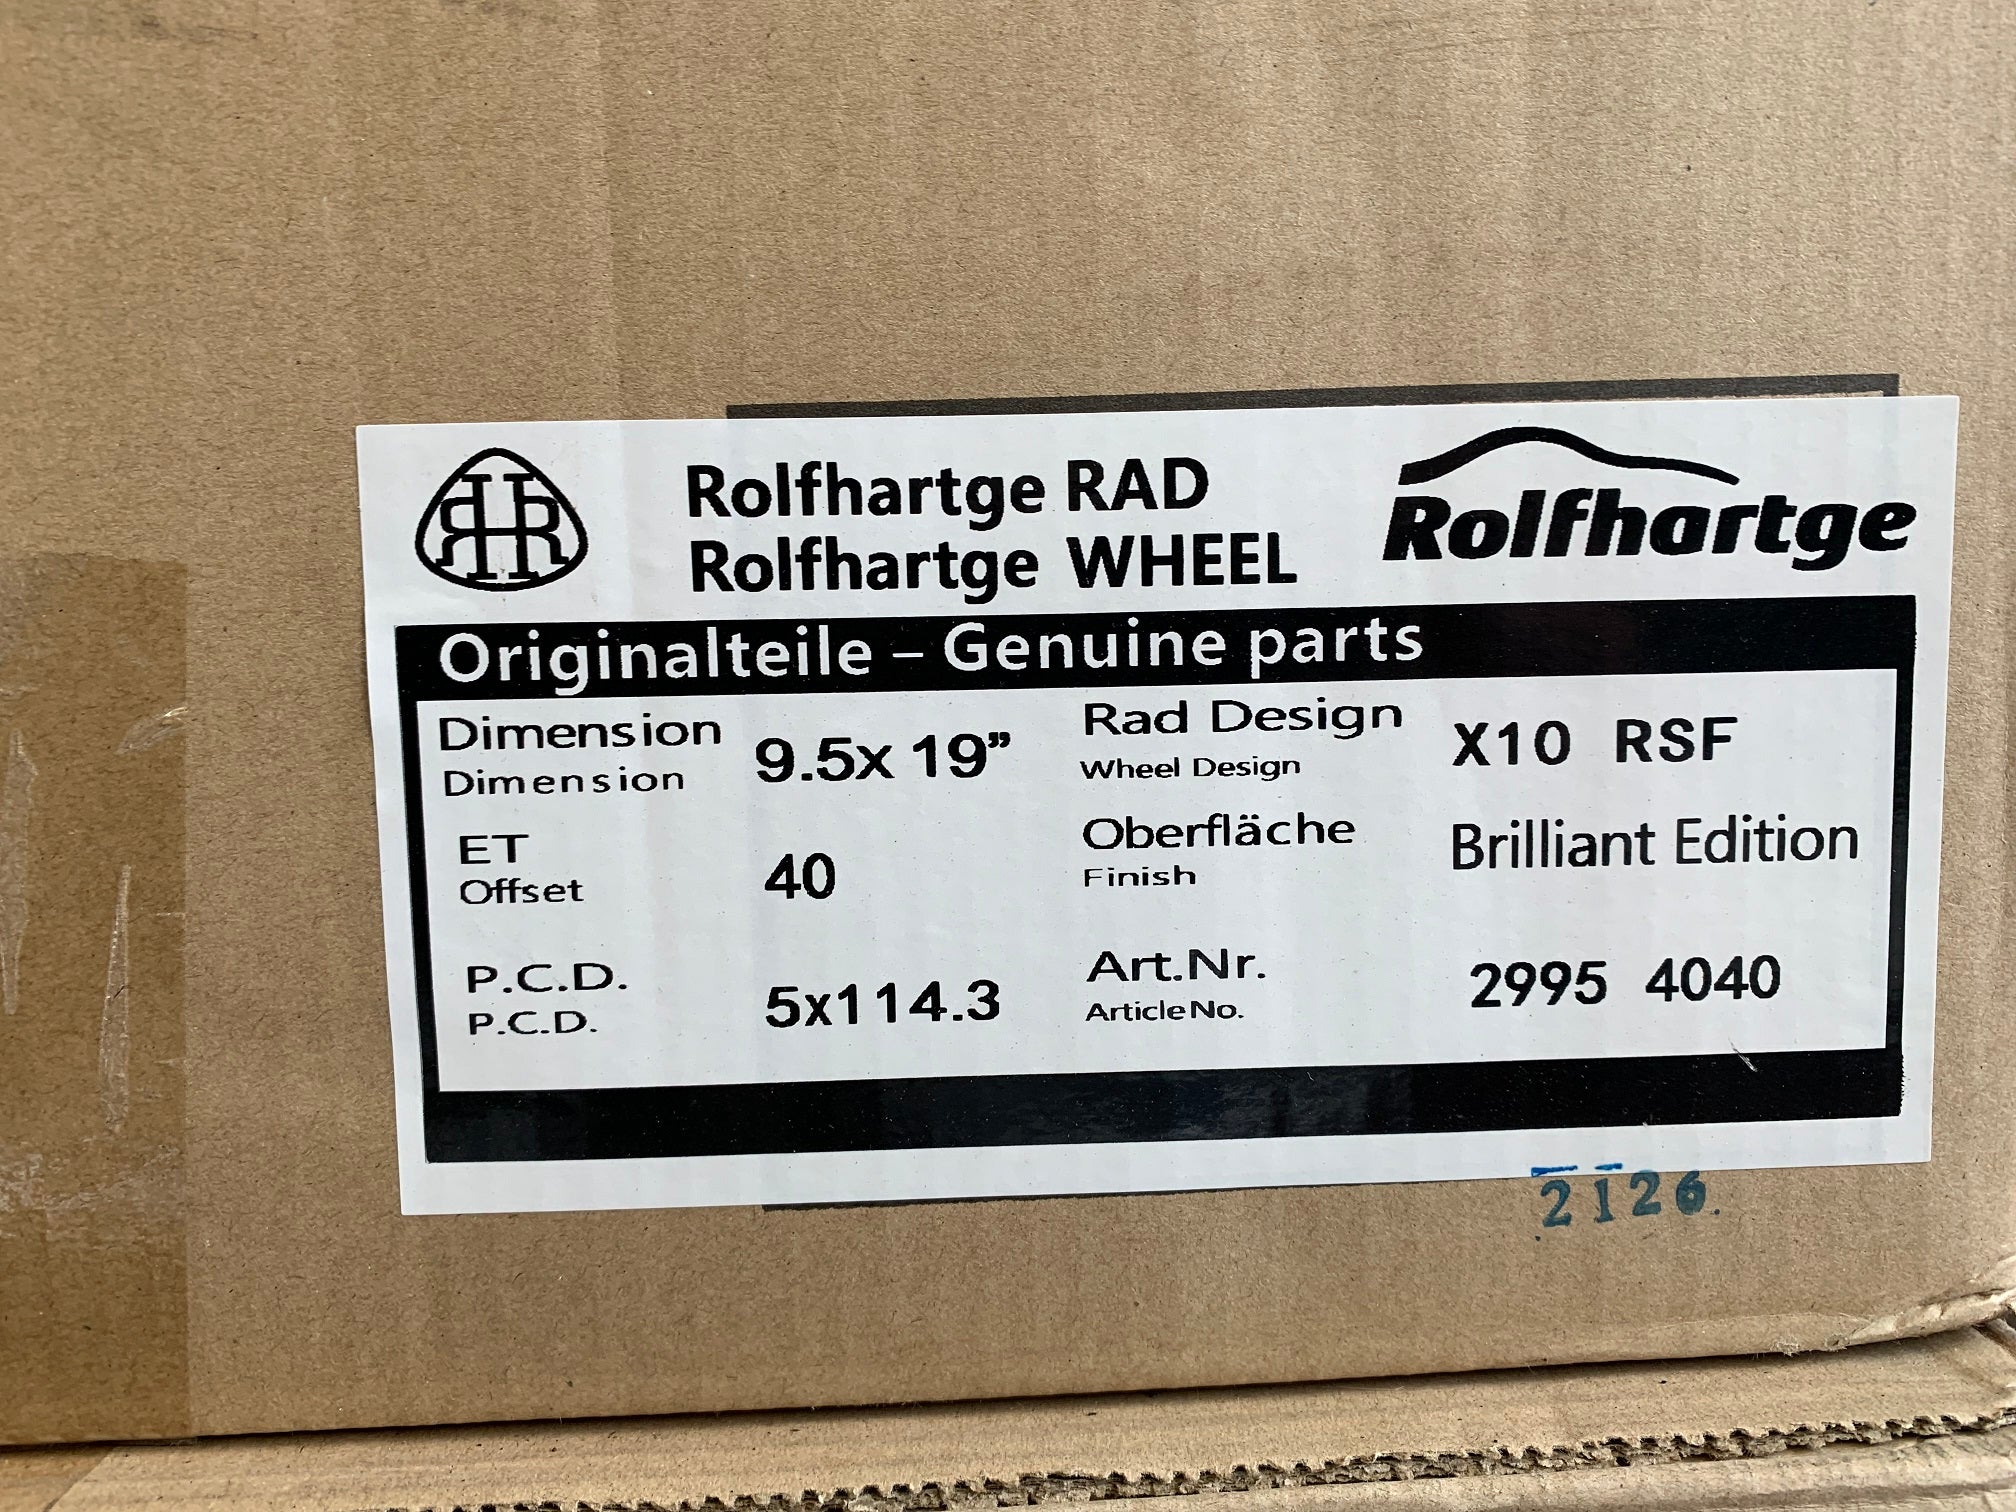 RHR
Rolfhartge RAD
Rolfhartge WHEEL
Rolfhartge
Originalteile – Genuine parts
Dimension
Dimension
9.5x 19”
Rad Design
Wheel Design
X10 RSF
ET
Offset
40
Oberfläche
Finish
Brilliant Edition
P.C.D.
P.C.D.
5x114.3
Art.Nr.
Article No.
2995 4040
2126.